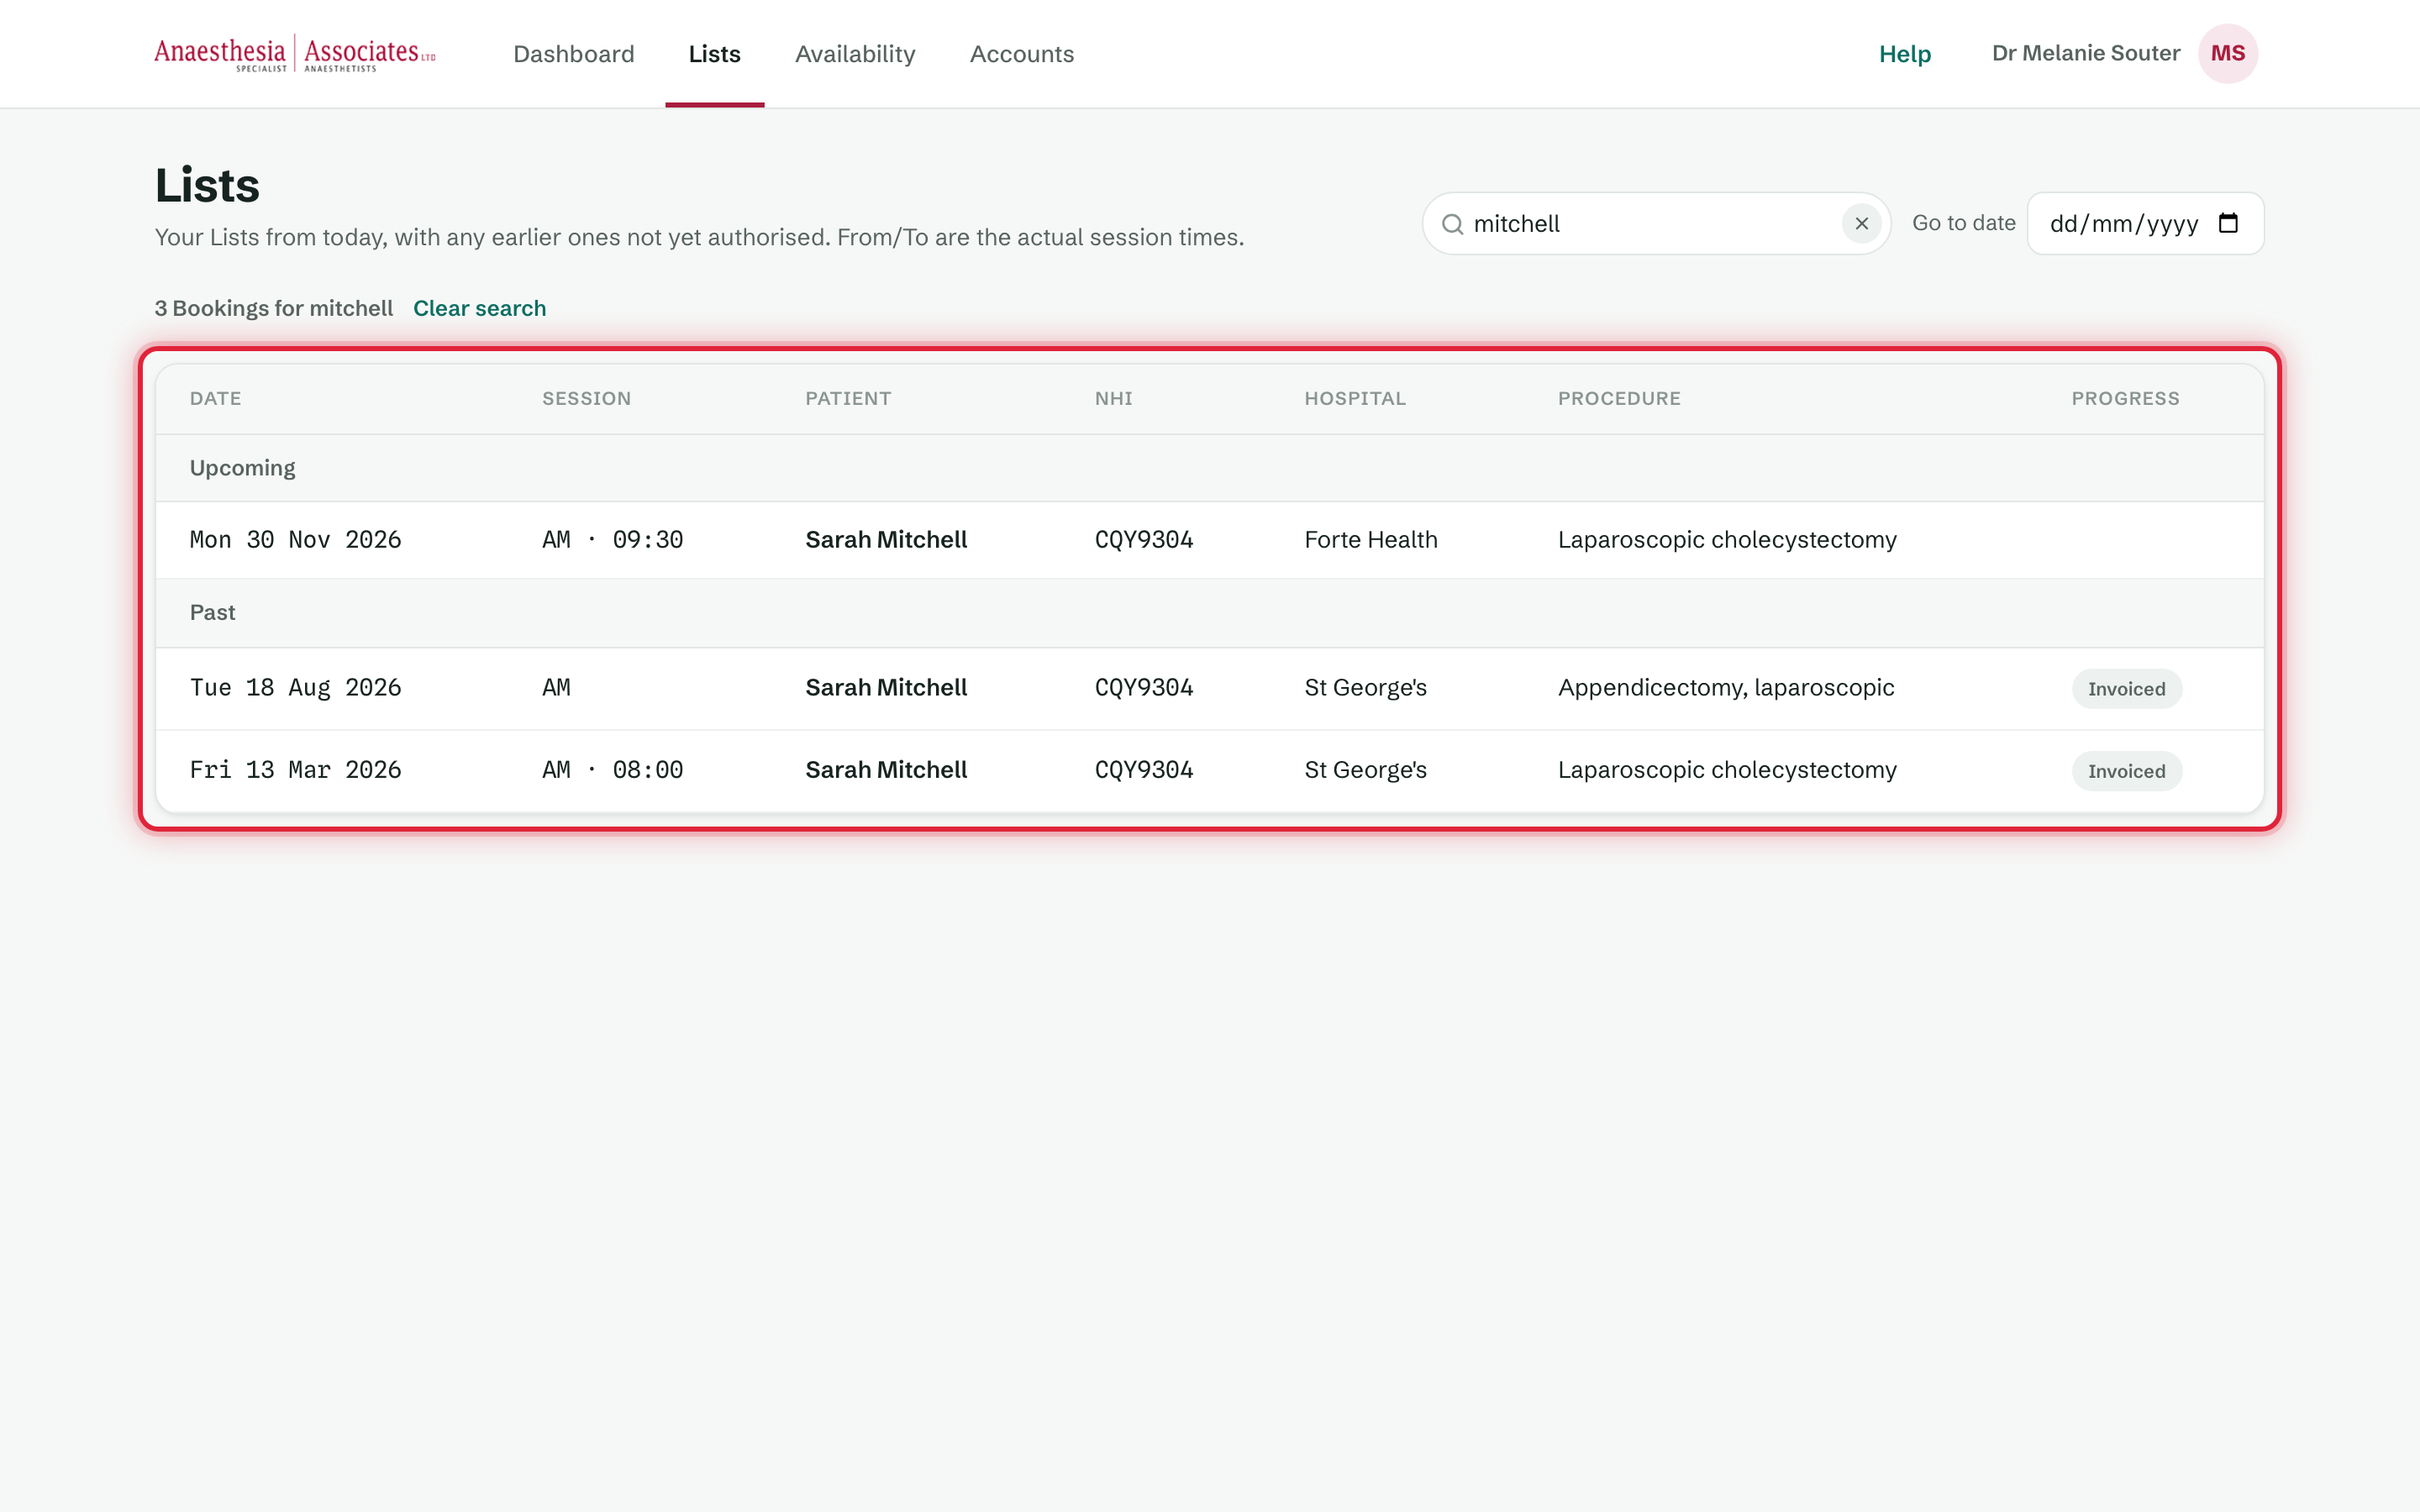 Anaesthesia | Associates LTD
SPECIALIST ANAESTHETISTS
Dashboard Lists Availability Accounts
Help Dr Melanie Souter MS
Lists
Your Lists from today, with any earlier ones not yet authorised. From/To are the actual session times.
mitchell
Go to date dd/mm/yyyy
3 Bookings for mitchell Clear search
DATE SESSION PATIENT NHI HOSPITAL PROCEDURE PROGRESS
Upcoming
Mon 30 Nov 2026 AM · 09:30 Sarah Mitchell CQY9304 Forte Health Laparoscopic cholecystectomy
Past
Tue 18 Aug 2026 AM Sarah Mitchell CQY9304 St George's Appendicectomy, laparoscopic Invoiced
Fri 13 Mar 2026 AM · 08:00 Sarah Mitchell CQY9304 St George's Laparoscopic cholecystectomy Invoiced